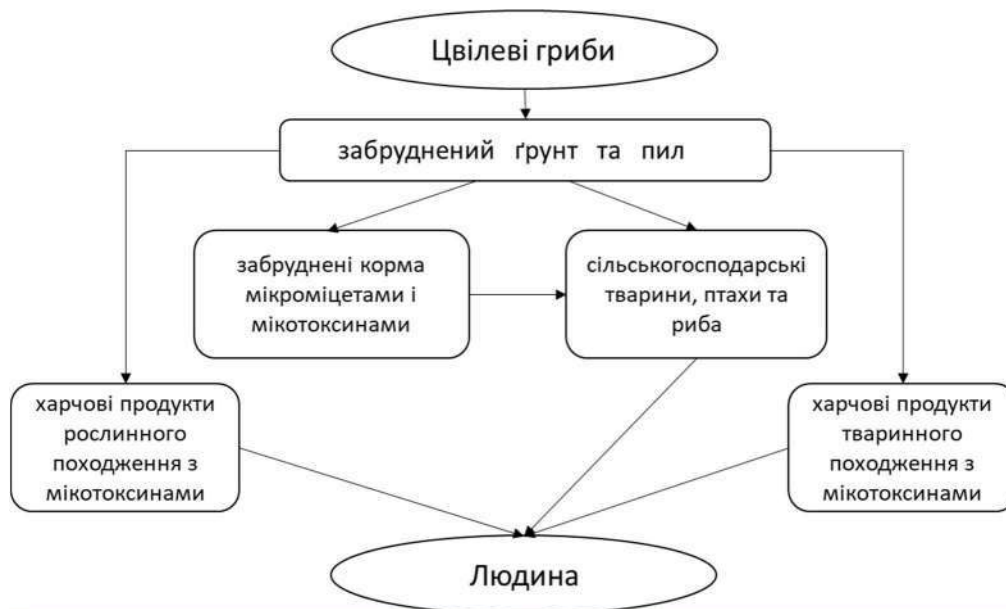 Цвілеві гриби
забруднений ґрунт та пил
забруднені корма
мікроміцетами і
мікотоксинами
сільськогосподарські
тварини, птахи та
риба
харчові продукти
рослинного
походження з
мікотоксинами
харчові продукти
тваринного
походження з
мікотоксинами
Людина